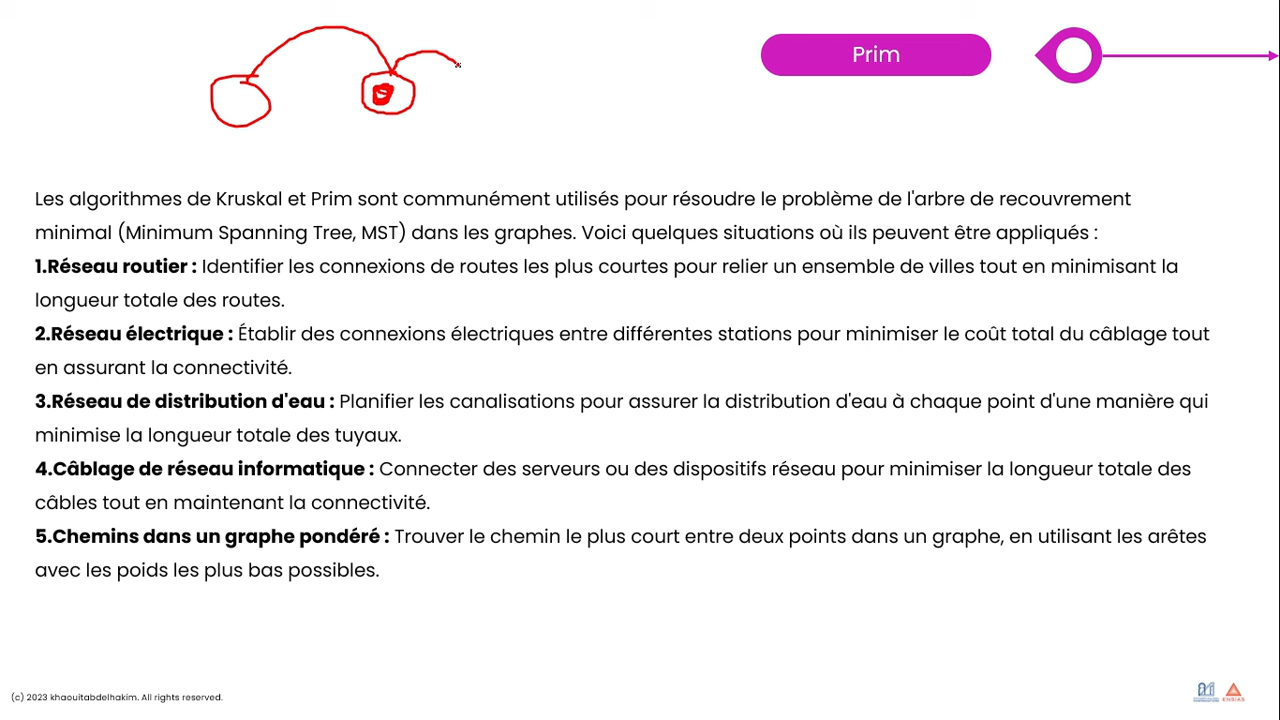 Prim
Les algorithmes de Kruskal et Prim sont communément utilisés pour résoudre le problème de l'arbre de recouvrement
minimal (Minimum Spanning Tree, MST) dans les graphes. Voici quelques situations où ils peuvent être appliqués :
1.Réseau routier : Identifier les connexions de routes les plus courtes pour relier un ensemble de villes tout en minimisant la
longueur totale des routes.
2.Réseau électrique : Établir des connexions électriques entre différentes stations pour minimiser le coût total du câblage tout
en assurant la connectivité.
3.Réseau de distribution d'eau : Planifier les canalisations pour assurer la distribution d'eau à chaque point d'une manière qui
minimise la longueur totale des tuyaux.
4.Câblage de réseau informatique : Connecter des serveurs ou des dispositifs réseau pour minimiser la longueur totale des
câbles tout en maintenant la connectivité.
5.Chemins dans un graphe pondéré : Trouver le chemin le plus court entre deux points dans un graphe, en utilisant les arêtes
avec les poids les plus bas possibles.
(c) 2023 khaouitabdelhakim. All rights reserved.
ENSIAS